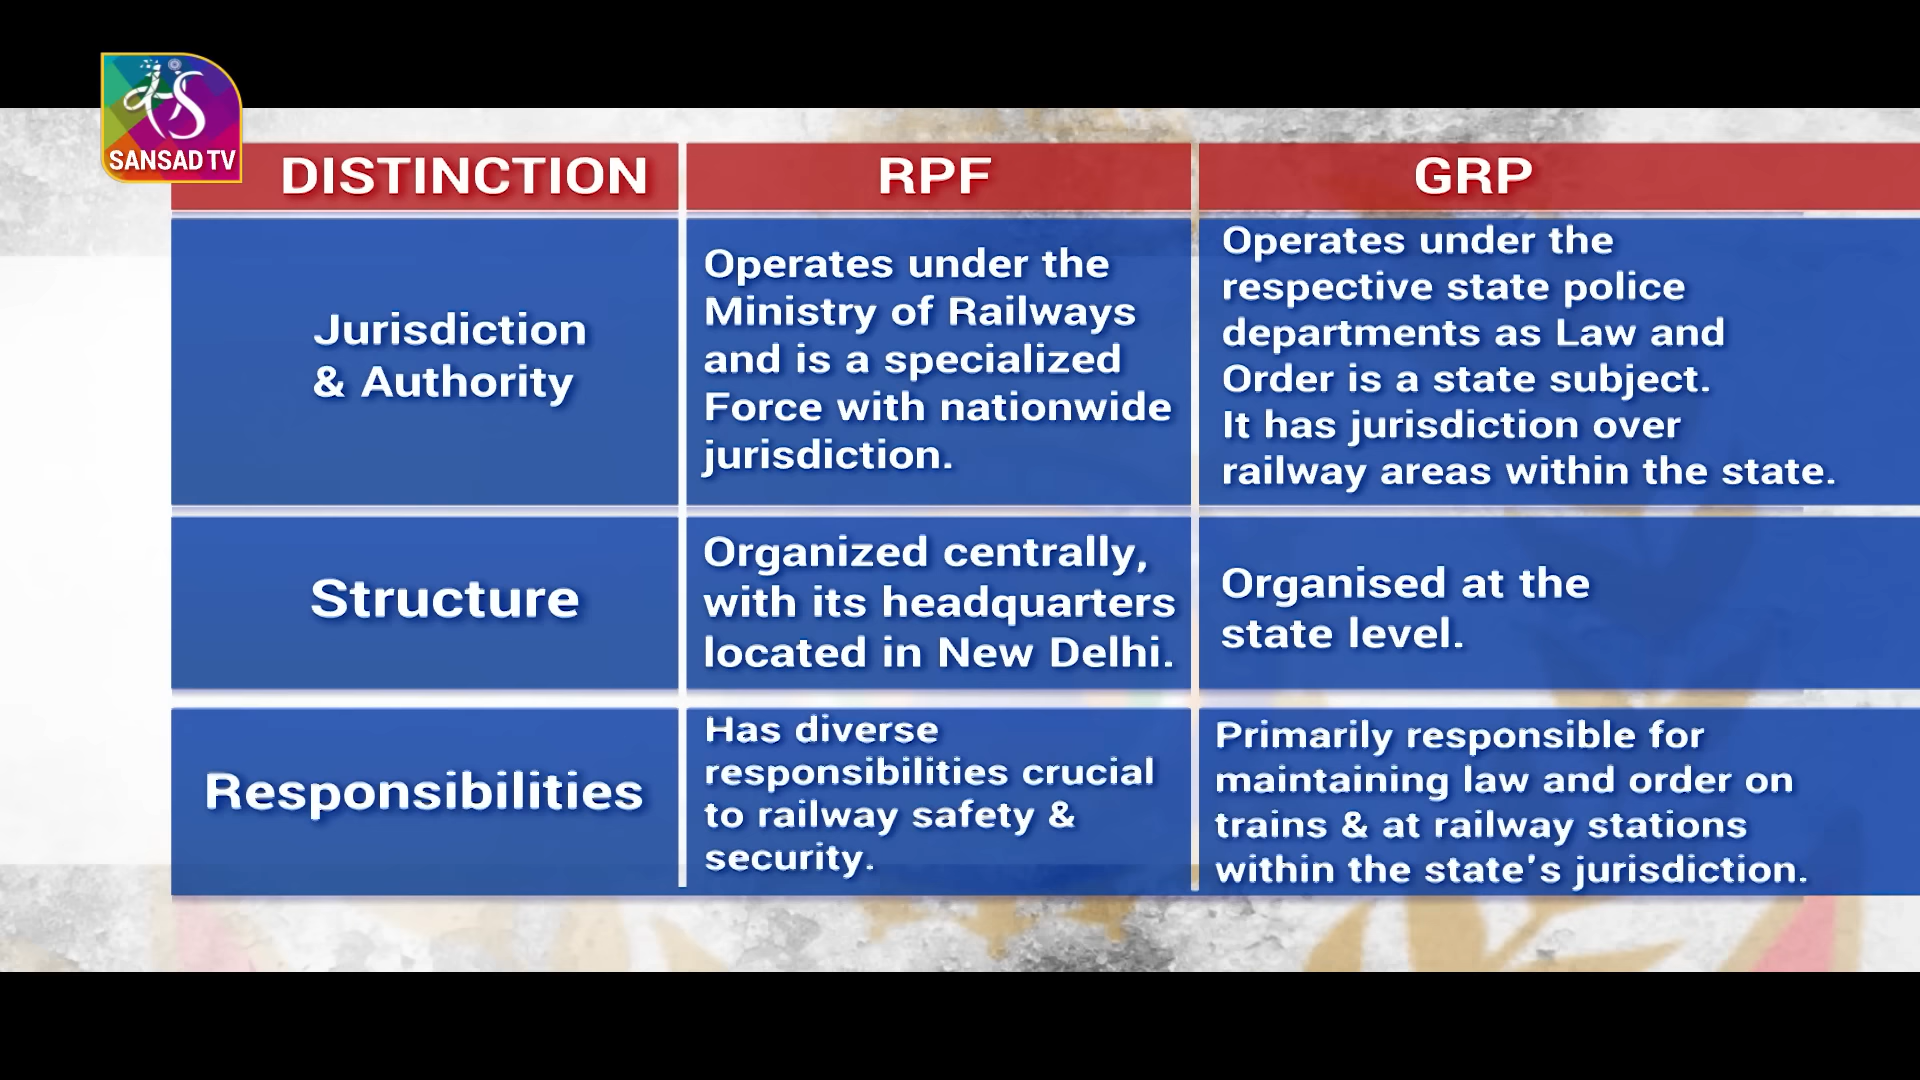 SANSAD TV
DISTINCTION
RPF
GRP
Jurisdiction
& Authority
Operates under the
Ministry of Railways
and is a specialized
Force with nationwide
jurisdiction.
Operates under the
respective state police
departments as Law and
Order is a state subject.
It has jurisdiction over
railway areas within the state.
Structure
Organized centrally,
with its headquarters
located in New Delhi.
Organised at the
state level.
Responsibilities
Has diverse
responsibilities crucial
to railway safety &
security.
Primarily responsible for
maintaining law and order on
trains & at railway stations
within the state's jurisdiction.